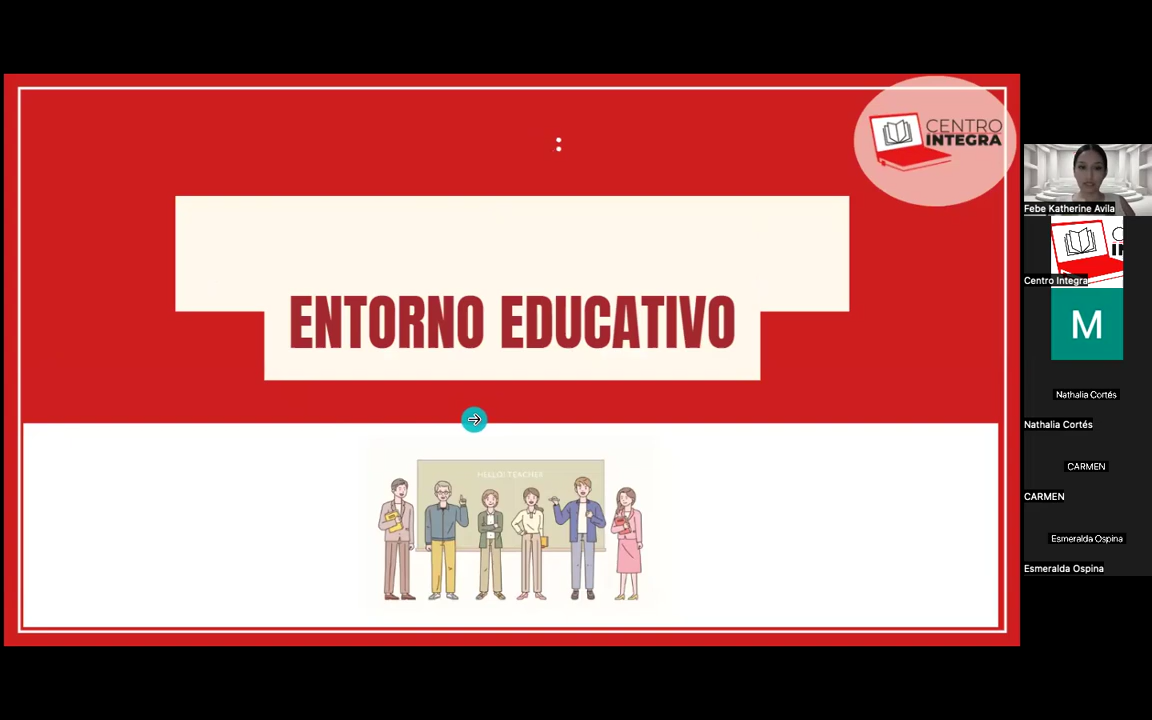 :
CENTRO
INTEGRA
ENTORNO EDUCATIVO
HELLO! TEACHER
Febe Katherine Avila
Centro Integra
M
Nathalia Cortés
Nathalia Cortés
CARMEN
CARMEN
Esmeralda Ospina
Esmeralda Ospina